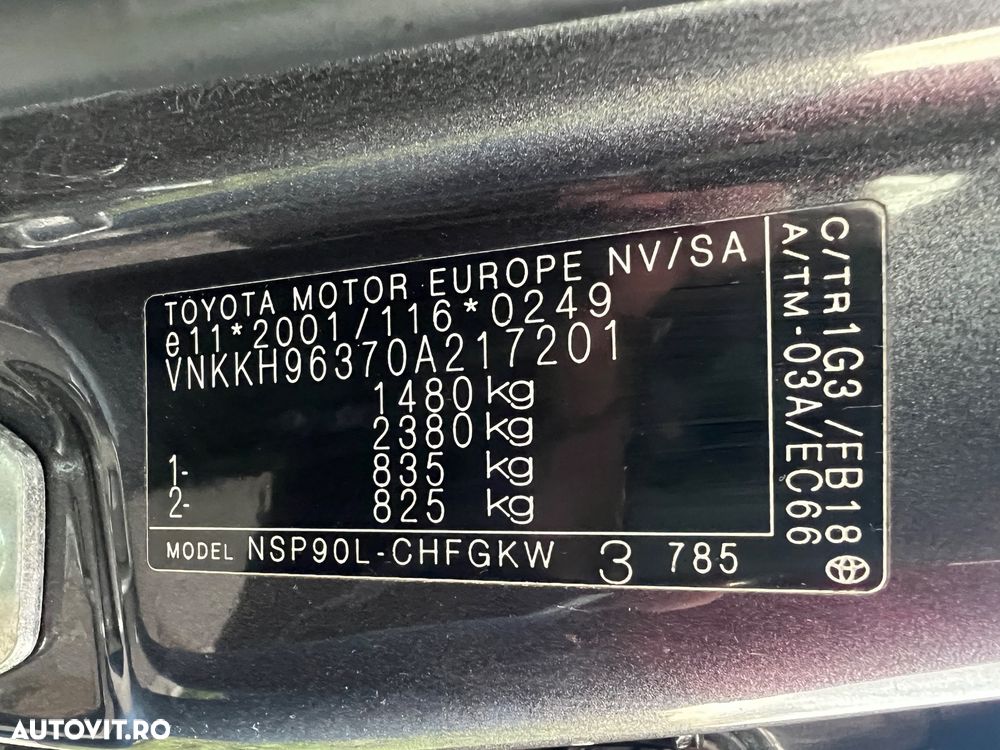 TOYOTA MOTOR EUROPE NV/SA
e11*2001/116*0249
VNKKH96370A217201
1480 kg
2380 kg
1- 835 kg
2- 825 kg
MODEL NSP90L-CHFGKW 3 785
C/TR1G3 /FB18
A/TM-03A/EC66
AUTOVIT.RO